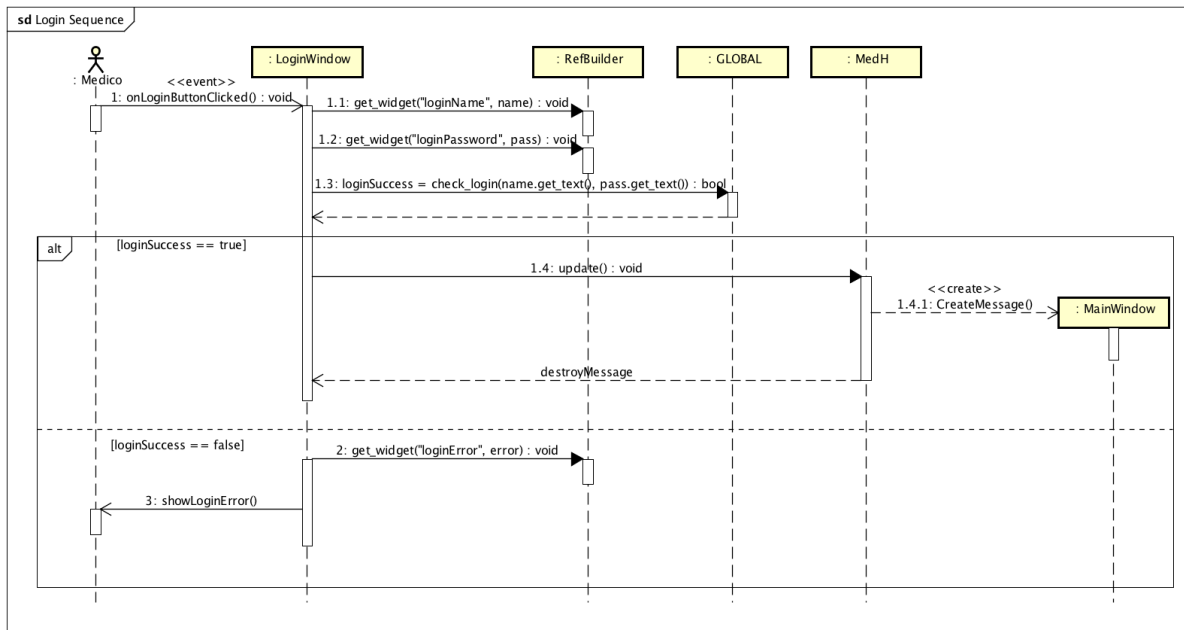 sd Login Sequence
: Medico
: LoginWindow
: RefBuilder
: GLOBAL
: MedH
<<event>>
1: onLoginButtonClicked() : void
1.1: get_widget("loginName", name) : void
1.2: get_widget("loginPassword", pass) : void
1.3: loginSuccess = check_login(name.get_text(), pass.get_text()) : bool
alt
[loginSuccess == true]
1.4: update() : void
<<create>>
1.4.1: CreateMessage()
: MainWindow
destroyMessage
[loginSuccess == false]
2: get_widget("loginError", error) : void
3: showLoginError()